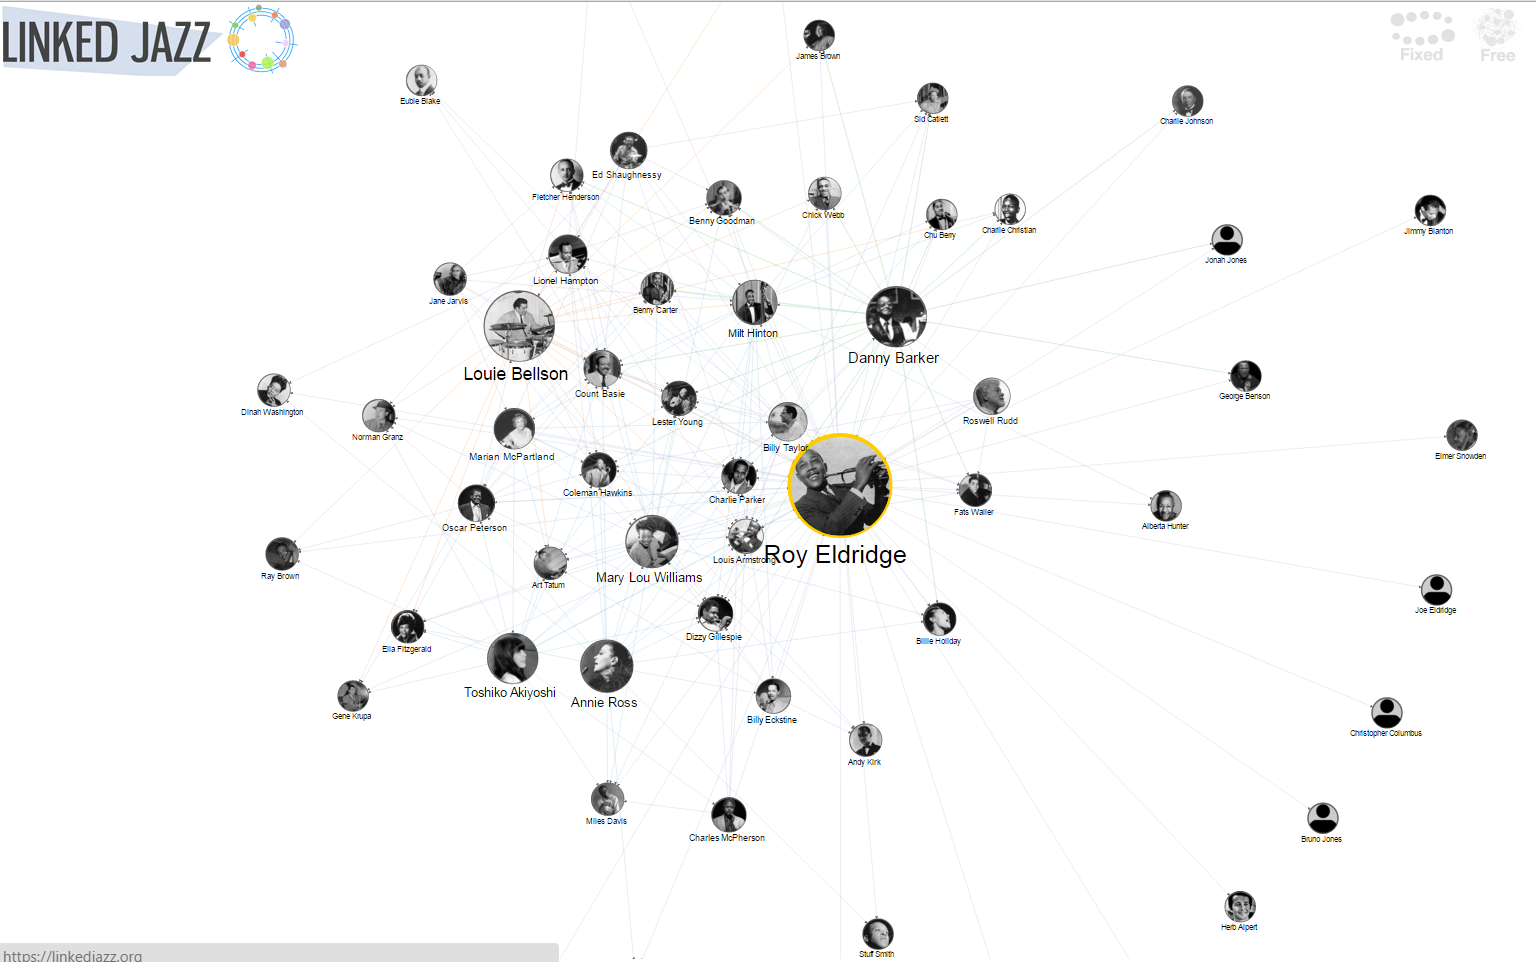 LINKED JAZZ
Fixed
Free
James Brown
Eubie Blake
Sid Catlett
Charlie Johnson
Ed Shaughnessy
Fletcher Henderson
Benny Goodman
Chick Webb
Chu Berry
Charlie Christian
Jimmy Blanton
Jonah Jones
Lionel Hampton
Jane Jarvis
Benny Carter
Milt Hinton
Danny Barker
Louie Bellson
Count Basie
George Benson
Dinah Washington
Norman Granz
Lester Young
Roswell Rudd
Billy Taylor
Marian McPartland
Elmer Snowden
Coleman Hawkins
Charlie Parker
Fats Waller
Oscar Peterson
Alberta Hunter
Roy Eldridge
Louis Armstrong
Ray Brown
Art Tatum
Mary Lou Williams
Joe Eldridge
Dizzy Gillespie
Billie Holiday
Ella Fitzgerald
Toshiko Akiyoshi
Annie Ross
Gene Krupa
Billy Eckstine
Christopher Columbus
Andy Kirk
Miles Davis
Charles McPherson
Bruno Jones
Herb Alpert
Stuff Smith
https://linkedjazz.org